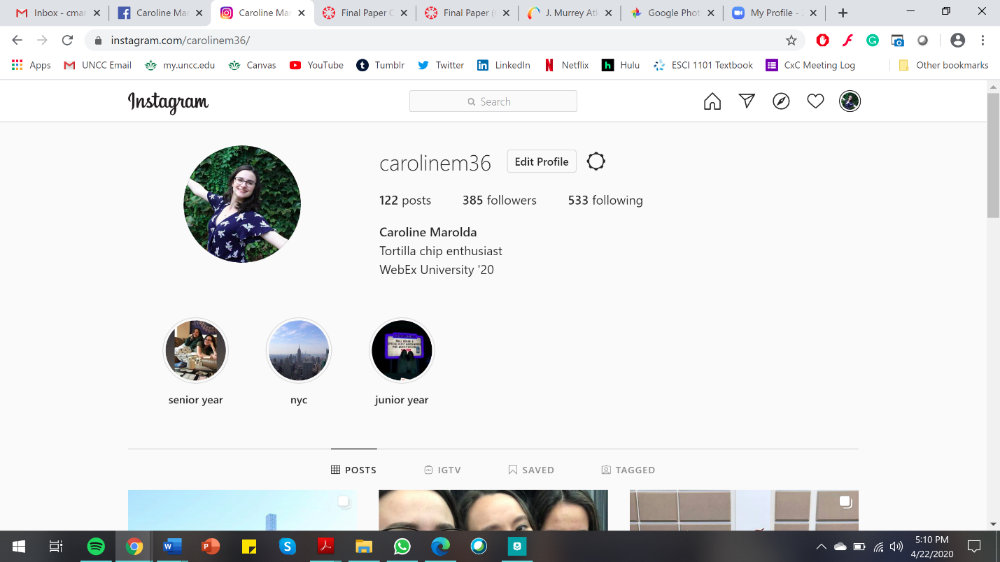 Inbox - cmar
Caroline Mar
Caroline Mar
Final Paper
Final Paper
J. Murrey Atk
Google Phot
My Profile -
instagram.com/carolinem36/
Apps
UNCC Email
my.uncc.edu
Canvas
YouTube
Tumblr
Twitter
LinkedIn
Netflix
Hulu
ESCI 1101 Textbook
CxC Meeting Log
Other bookmarks
Instagram
Search
carolinem36
Edit Profile
122 posts
385 followers
533 following
Caroline Marolda
Tortilla chip enthusiast
WebEx University '20
senior year
nyc
junior year
POSTS
IGTV
SAVED
TAGGED
5:10 PM
4/22/2020